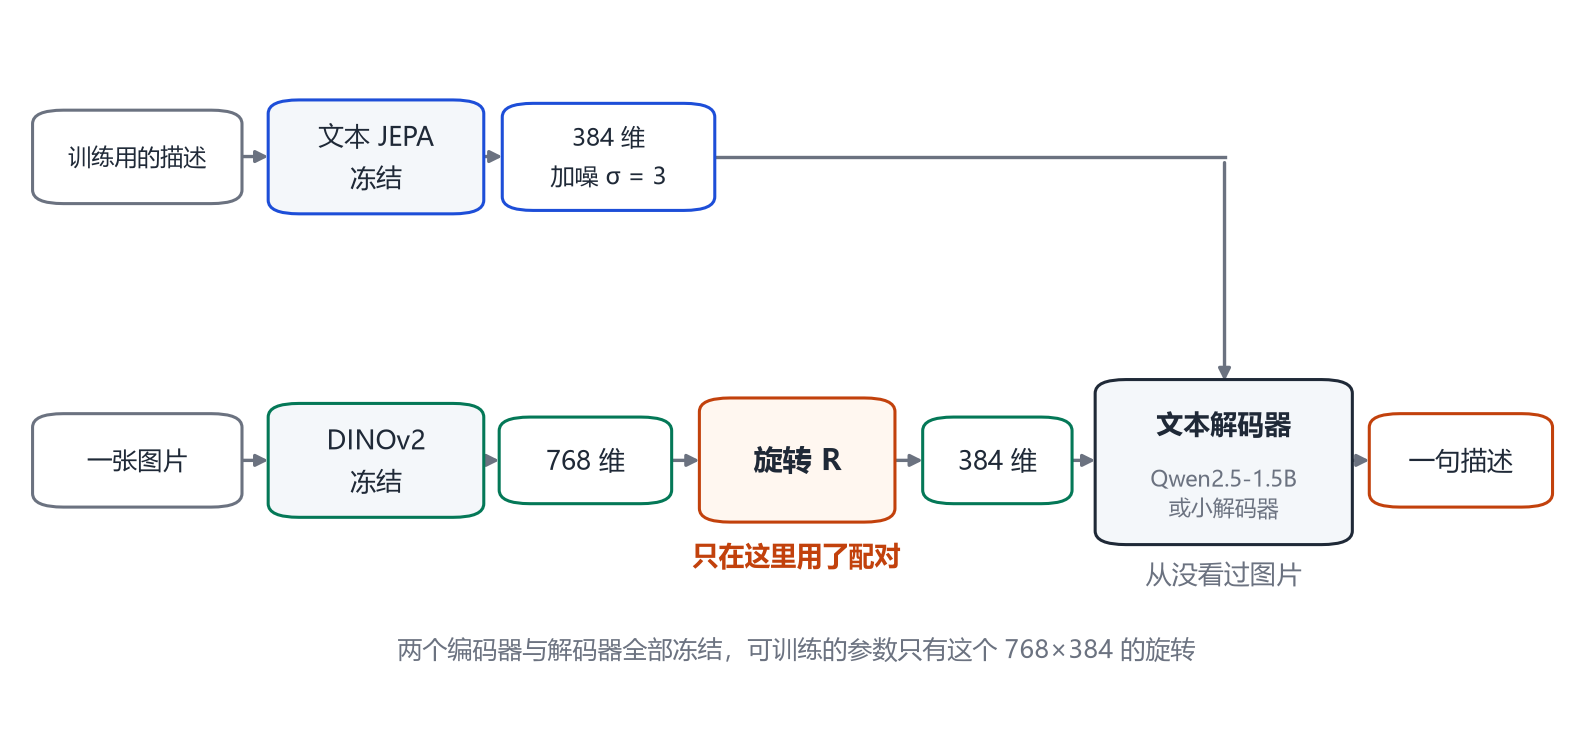 训练用的描述
文本 JEPA
冻结
384 维
加噪 σ = 3
一张图片
DINOv2
冻结
768 维
旋转 R
只在这里用了配对
384 维
文本解码器
Qwen2.5-1.5B
或小解码器
从没看过图片
一句描述
两个编码器与解码器全部冻结，可训练的参数只有这个 768×384 的旋转